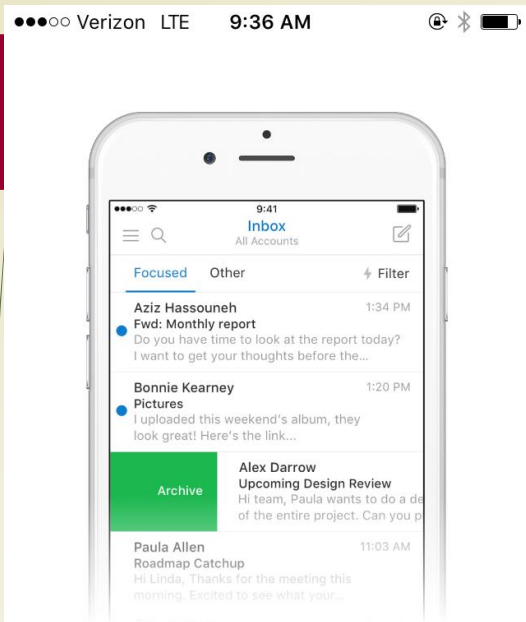 Verizon LTE 9:36 AM
9:41
Inbox
All Accounts
Focused Other Filter
Aziz Hassouneh 1:34 PM
Fwd: Monthly report
Do you have time to look at the report today?
I want to get your thoughts before the...
Bonnie Kearney 1:20 PM
Pictures
I uploaded this weekend's album, they
look great! Here's the link...
Archive
Alex Darrow
Upcoming Design Review
Hi team, Paula wants to do a de
of the entire project. Can you p
Paula Allen 11:03 AM
Roadmap Catchup
Hi Linda, Thanks for the meeting this
morning. Excited to see what your...